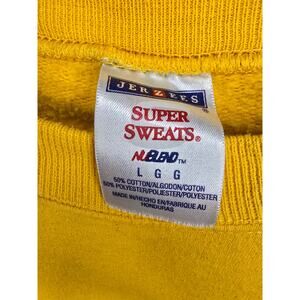 JERZEES
SUPER
SWEATS®
NUBLEND™
L G G
50% COTTON/ALGODON/COTON
50% POLYESTER/POLIESTER/POLYESTER
MADE IN/HECHO EN/FABRIQUE AU
HONDURAS